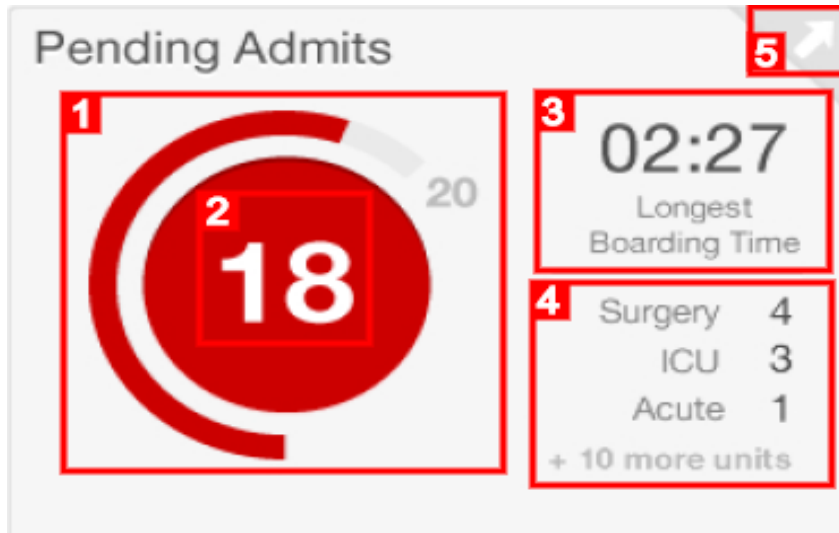 Pending Admits
5
1
20
2
18
3
02:27
Longest
Boarding Time
4
Surgery 4
ICU 3
Acute 1
+ 10 more units